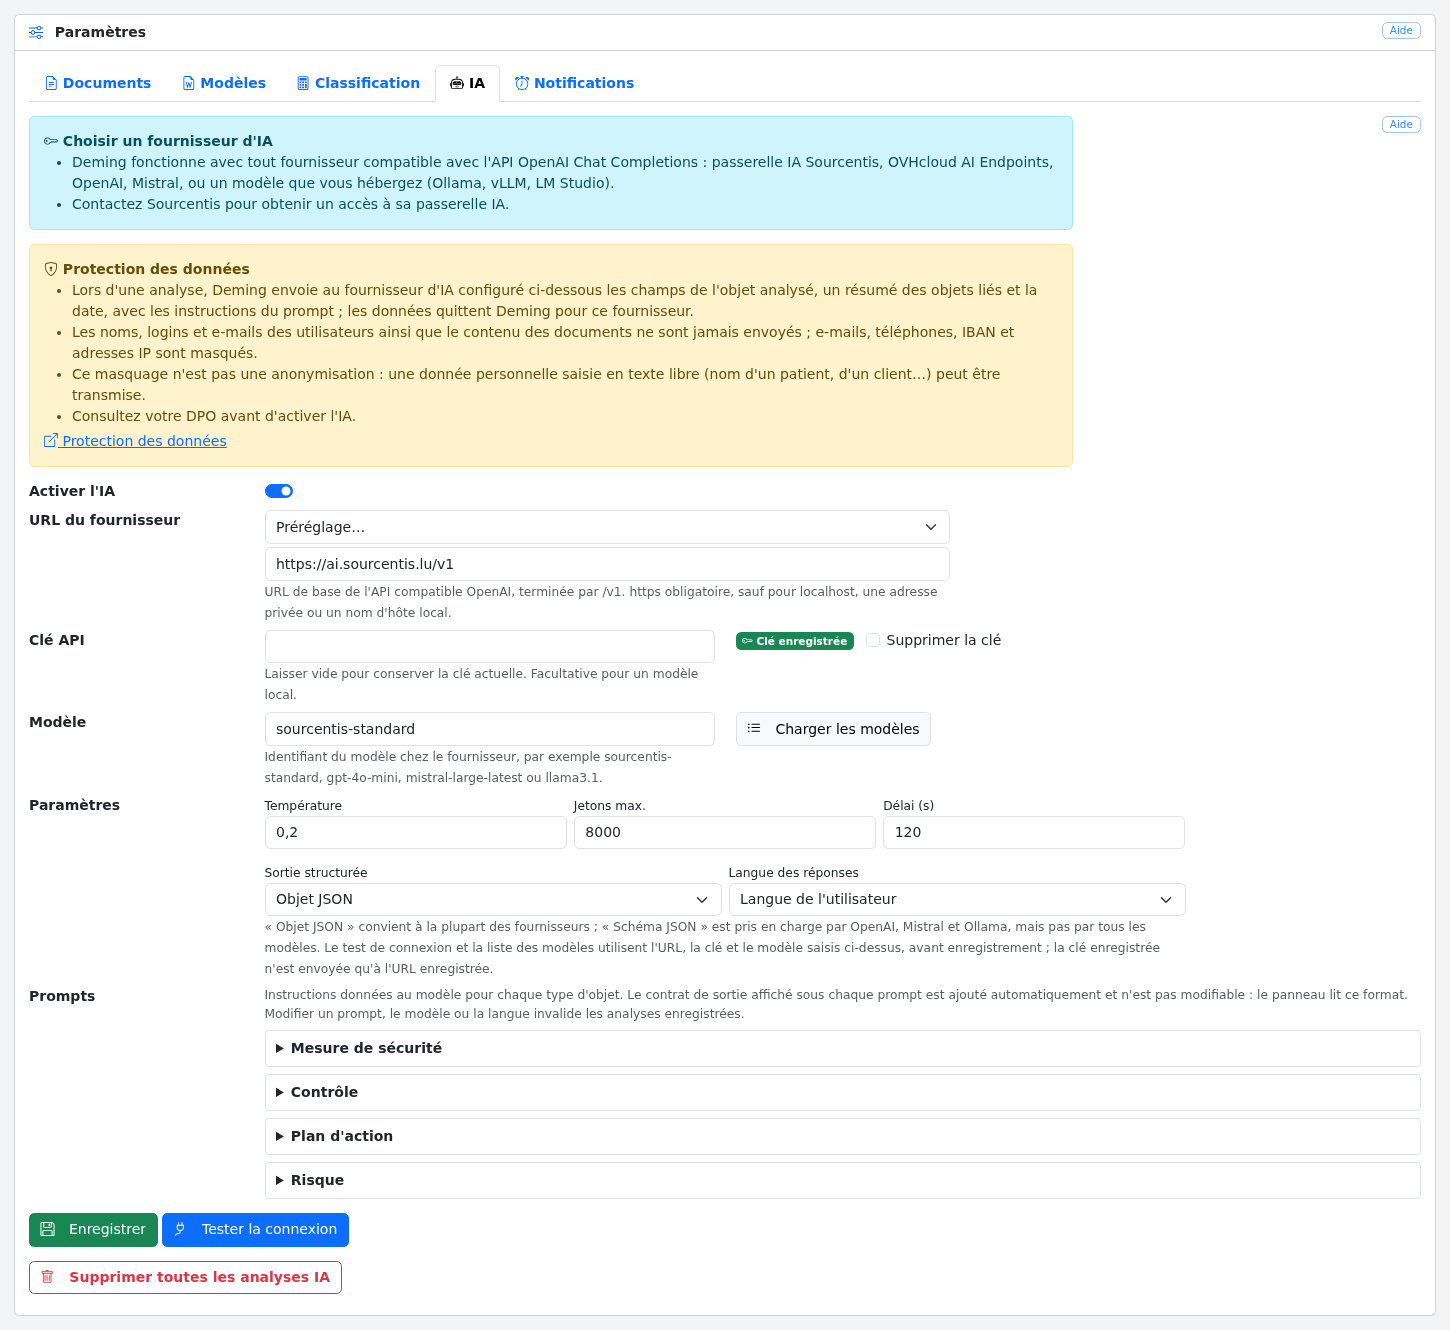 Paramètres
Aide
Documents
Modèles
Classification
IA
Notifications
Aide
Choisir un fournisseur d'IA
• Deming fonctionne avec tout fournisseur compatible avec l'API OpenAI Chat Completions : passerelle IA Sourcentis, OVHcloud AI Endpoints,
OpenAI, Mistral, ou un modèle que vous hébergez (Ollama, vLLM, LM Studio).
• Contactez Sourcentis pour obtenir un accès à sa passerelle IA.
Protection des données
• Lors d'une analyse, Deming envoie au fournisseur d'IA configuré ci-dessous les champs de l'objet analysé, un résumé des objets liés et la
date, avec les instructions du prompt ; les données quittent Deming pour ce fournisseur.
• Les noms, logins et e-mails des utilisateurs ainsi que le contenu des documents ne sont jamais envoyés ; e-mails, téléphones, IBAN et
adresses IP sont masqués.
• Ce masquage n'est pas une anonymisation : une donnée personnelle saisie en texte libre (nom d'un patient, d'un client…) peut être
transmise.
• Consultez votre DPO avant d'activer l'IA.
Protection des données
Activer l'IA
URL du fournisseur
Préréglage…
https://ai.sourcentis.lu/v1
URL de base de l'API compatible OpenAI, terminée par /v1. https obligatoire, sauf pour localhost, une adresse
privée ou un nom d'hôte local.
Clé API
Clé enregistrée
Supprimer la clé
Laisser vide pour conserver la clé actuelle. Facultative pour un modèle
local.
Modèle
sourcentis-standard
Charger les modèles
Identifiant du modèle chez le fournisseur, par exemple sourcentis-
standard, gpt-4o-mini, mistral-large-latest ou llama3.1.
Paramètres
Température
Jetons max.
Délai (s)
0,2
8000
120
Sortie structurée
Langue des réponses
Objet JSON
Langue de l'utilisateur
« Objet JSON » convient à la plupart des fournisseurs ; « Schéma JSON » est pris en charge par OpenAI, Mistral et Ollama, mais pas par tous les
modèles. Le test de connexion et la liste des modèles utilisent l'URL, la clé et le modèle saisis ci-dessus, avant enregistrement ; la clé enregistrée
n'est envoyée qu'à l'URL enregistrée.
Prompts
Instructions données au modèle pour chaque type d'objet. Le contrat de sortie affiché sous chaque prompt est ajouté automatiquement et n'est pas modifiable : le panneau lit ce format.
Modifier un prompt, le modèle ou la langue invalide les analyses enregistrées.
Mesure de sécurité
Contrôle
Plan d'action
Risque
Enregistrer
Tester la connexion
Supprimer toutes les analyses IA